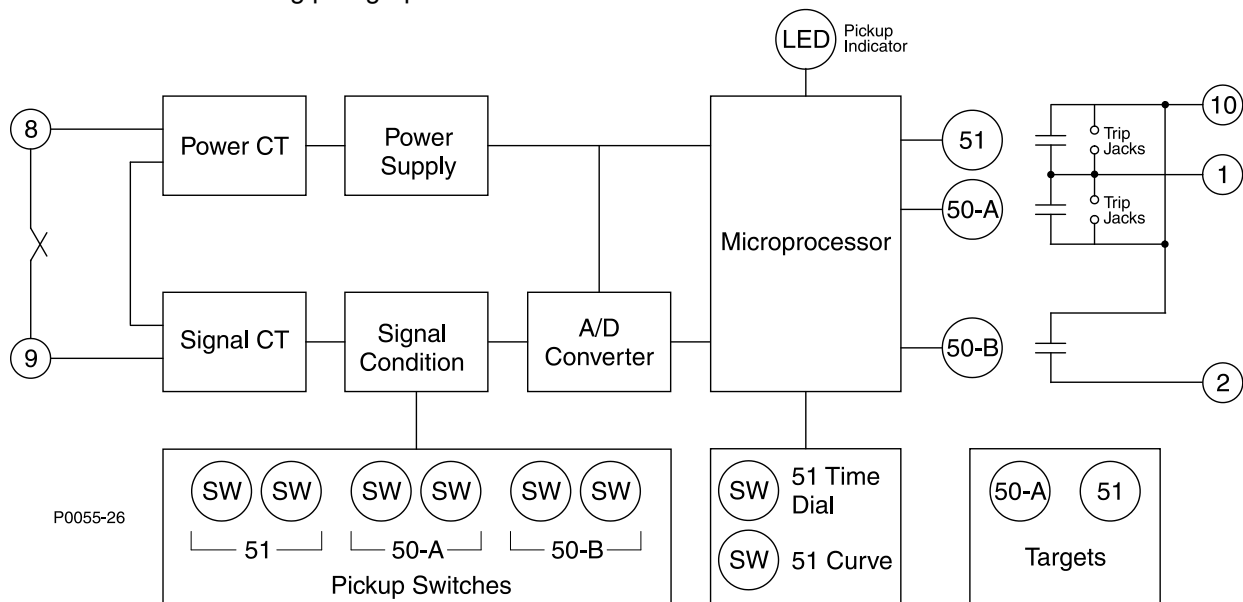 LED
Pickup
Indicator
8
Power CT
Power
Supply
51
Trip
Jacks
10
1
50-A
Trip
Jacks
Microprocessor
9
Signal CT
Signal
Condition
A/D
Converter
50-B
2
SW SW SW SW SW SW
51 50-A 50-B
Pickup Switches
SW 51 Time
Dial
SW 51 Curve
50-A 51
Targets
P0055-26